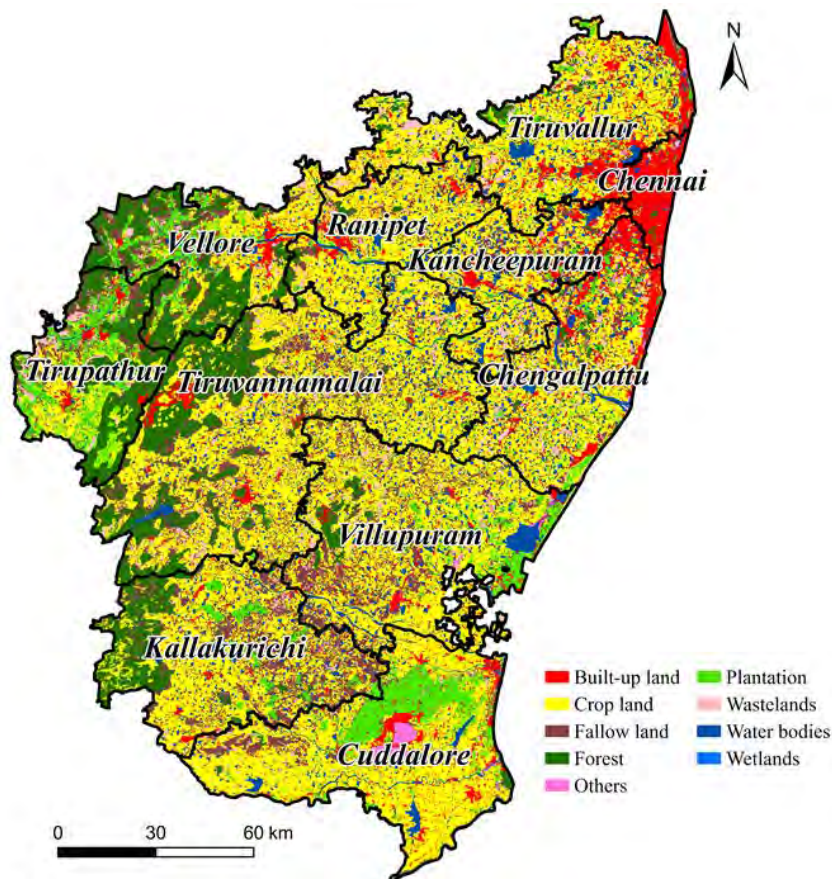 N
Tiruvallur
Chennai
Ranipet
Vellore
Kancheepuram
Tirupathur
Tiruvannamalai
Chengalpattu
Villupuram
Kallakurichi
Cuddalore
Built-up land
Crop land
Fallow land
Forest
Others
Plantation
Wastelands
Water bodies
Wetlands
0 30 60 km